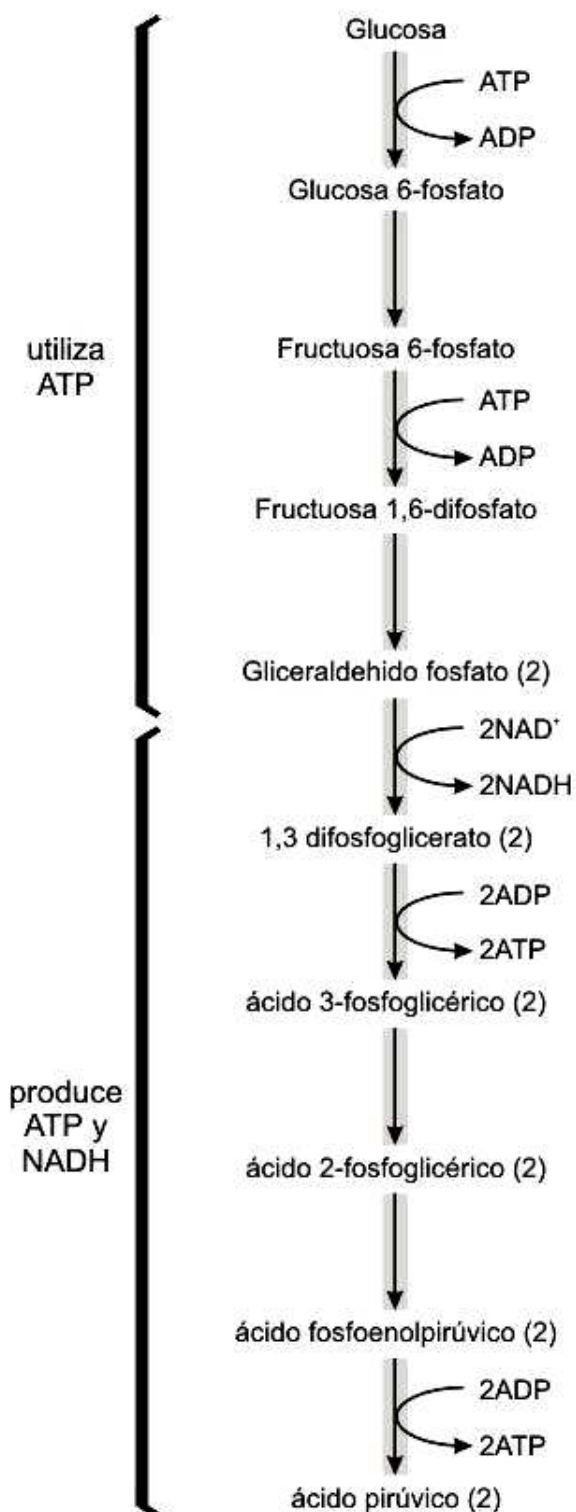 Glucosa
ATP
ADP
Glucosa 6-fosfato
utiliza
ATP
Fructuosa 6-fosfato
ATP
ADP
Fructuosa 1,6-difosfato
Gliceraldehido fosfato (2)
2NAD⁺
2NADH
1,3 difosfoglicerato (2)
2ADP
2ATP
ácido 3-fosfoglicérico (2)
produce
ATP y
NADH
ácido 2-fosfoglicérico (2)
ácido fosfoenolpirúvico (2)
2ADP
2ATP
ácido pirúvico (2)